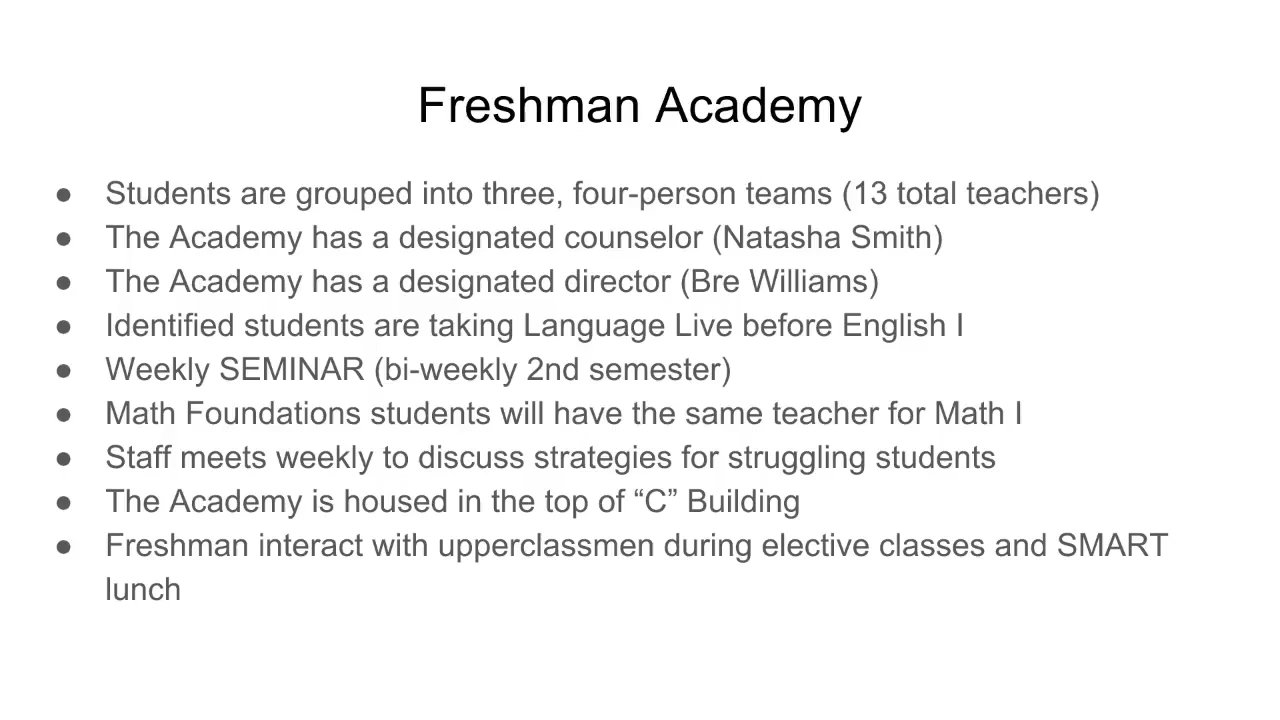 Freshman Academy
● Students are grouped into three, four-person teams (13 total teachers)
● The Academy has a designated counselor (Natasha Smith)
● The Academy has a designated director (Bre Williams)
● Identified students are taking Language Live before English I
● Weekly SEMINAR (bi-weekly 2nd semester)
● Math Foundations students will have the same teacher for Math I
● Staff meets weekly to discuss strategies for struggling students
● The Academy is housed in the top of “C” Building
● Freshman interact with upperclassmen during elective classes and SMART
lunch